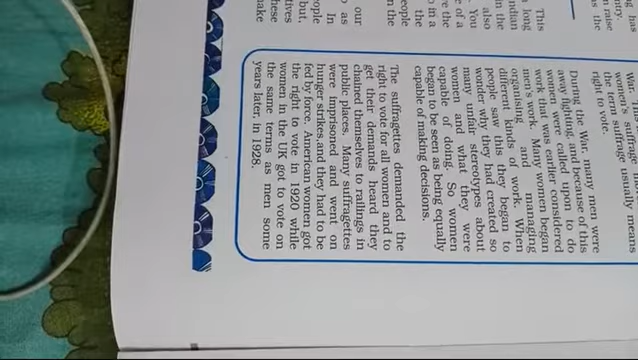 War. This
women's suffrage
the term suffrage usually means
right to vote.
During the War, many men were
away fighting, and because of this
women were called upon to do
work that was earlier considered
men's work. Many women began
organising and managing
different kinds of work. When
people saw this they began to
wonder why they had created so
many unfair stereotypes about
women and what they were
capable of doing. So women
began to be seen as being equally
capable of making decisions.
The suffragettes demanded the
right to vote for all women and to
get their demands heard they
chained themselves to railings in
public places. Many suffragettes
were imprisoned and went on
hunger strikes,and they had to be
fed by force. American women got
the right to vote in 1920 while
women in the UK got to vote on
the same terms as men some
years later, in 1928.